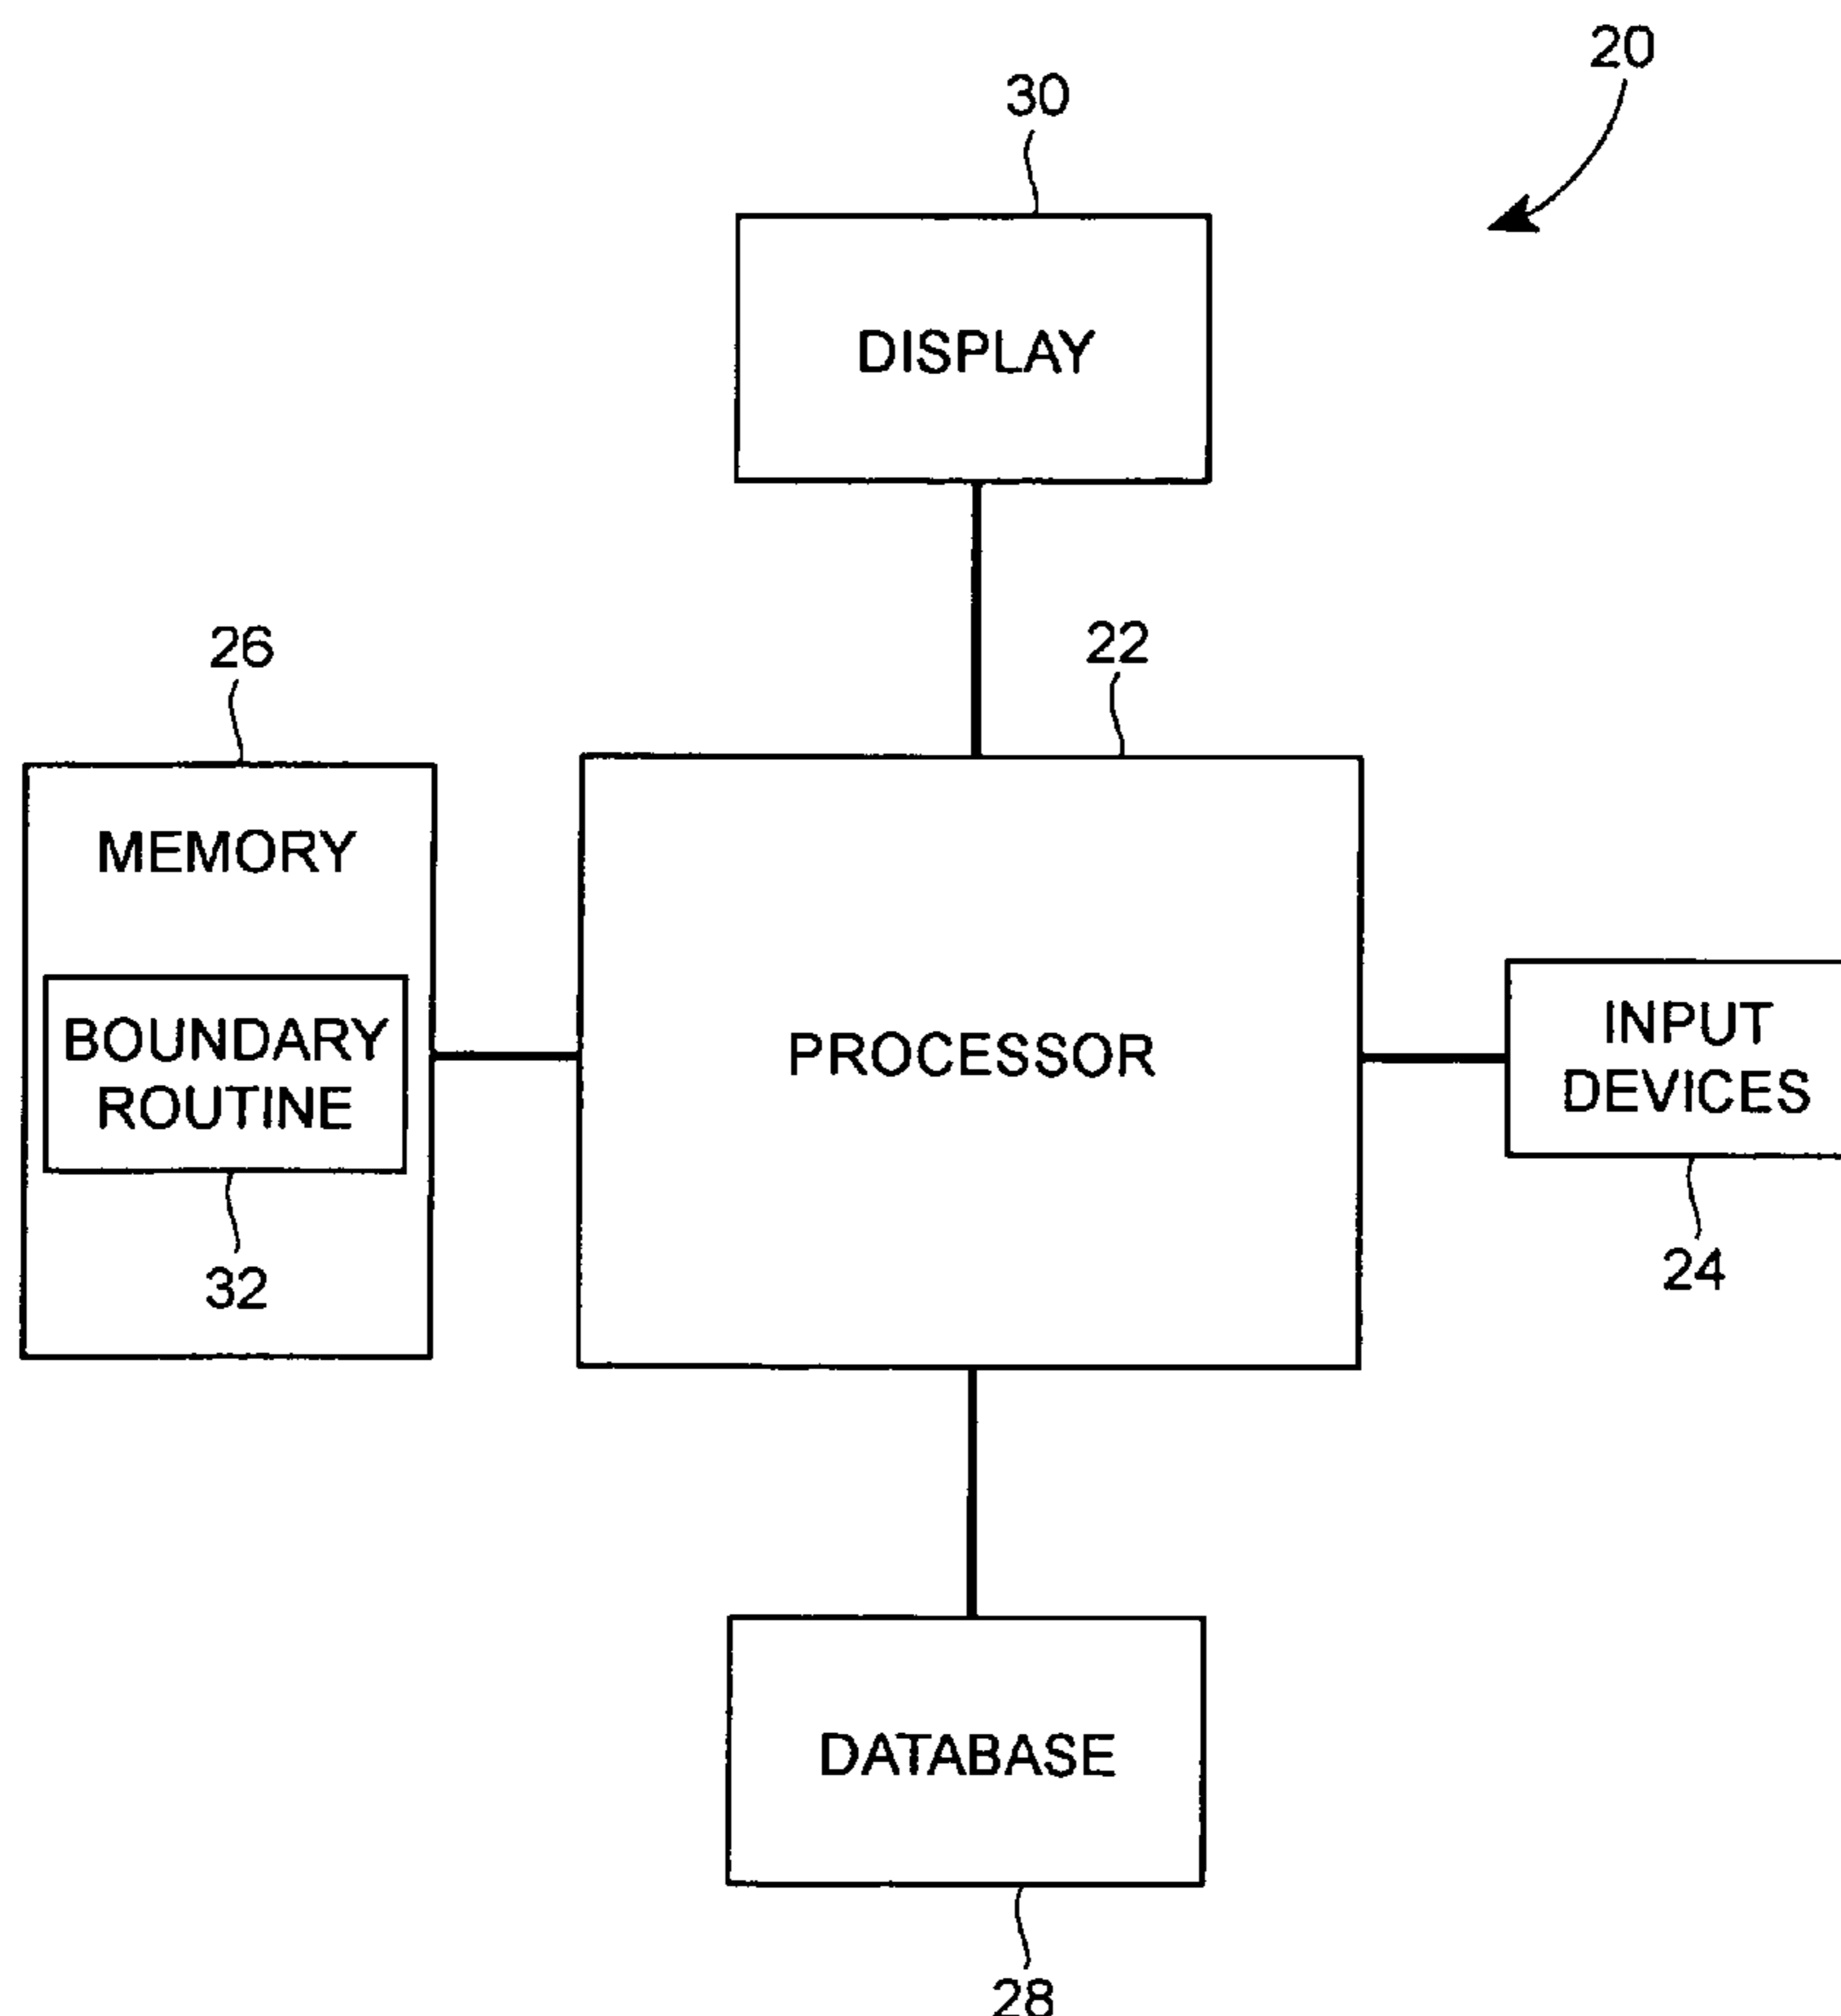 20
30
DISPLAY
26
22
MEMORY
BOUNDARY
ROUTINE
32
PROCESSOR
INPUT
DEVICES
24
DATABASE
28